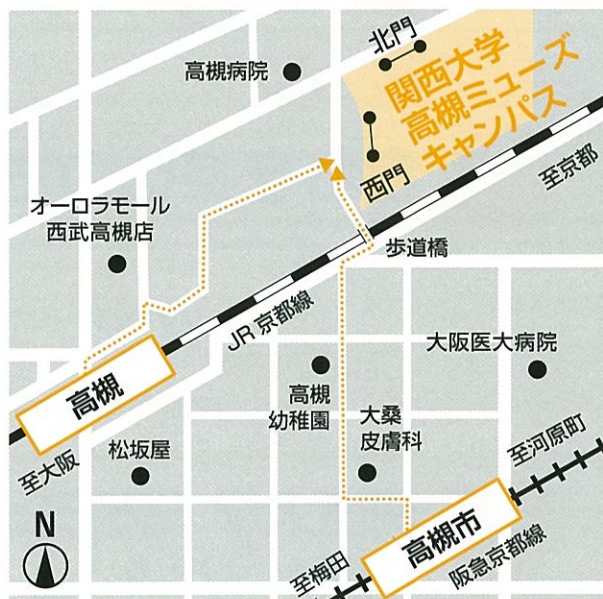 北門
高槻病院
関西大学
高槻ミューズ
キャンパス
西門
至京都
オーロラモール
西武高槻店
歩道橋
JR京都線
大阪医大病院
高槻
高槻
幼稚園
大桑
皮膚科
至大阪
松坂屋
至河原町
高槻市
阪急京都線
至梅田
N